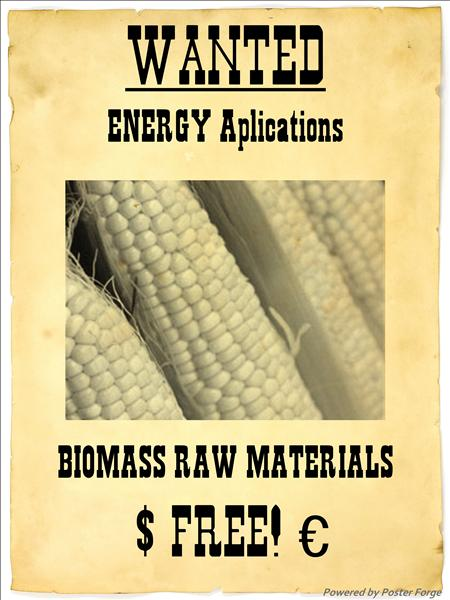 WANTED
ENERGY Aplications
BIOMASS RAW MATERIALS
$ FREE! €
Powered by Poster Forge